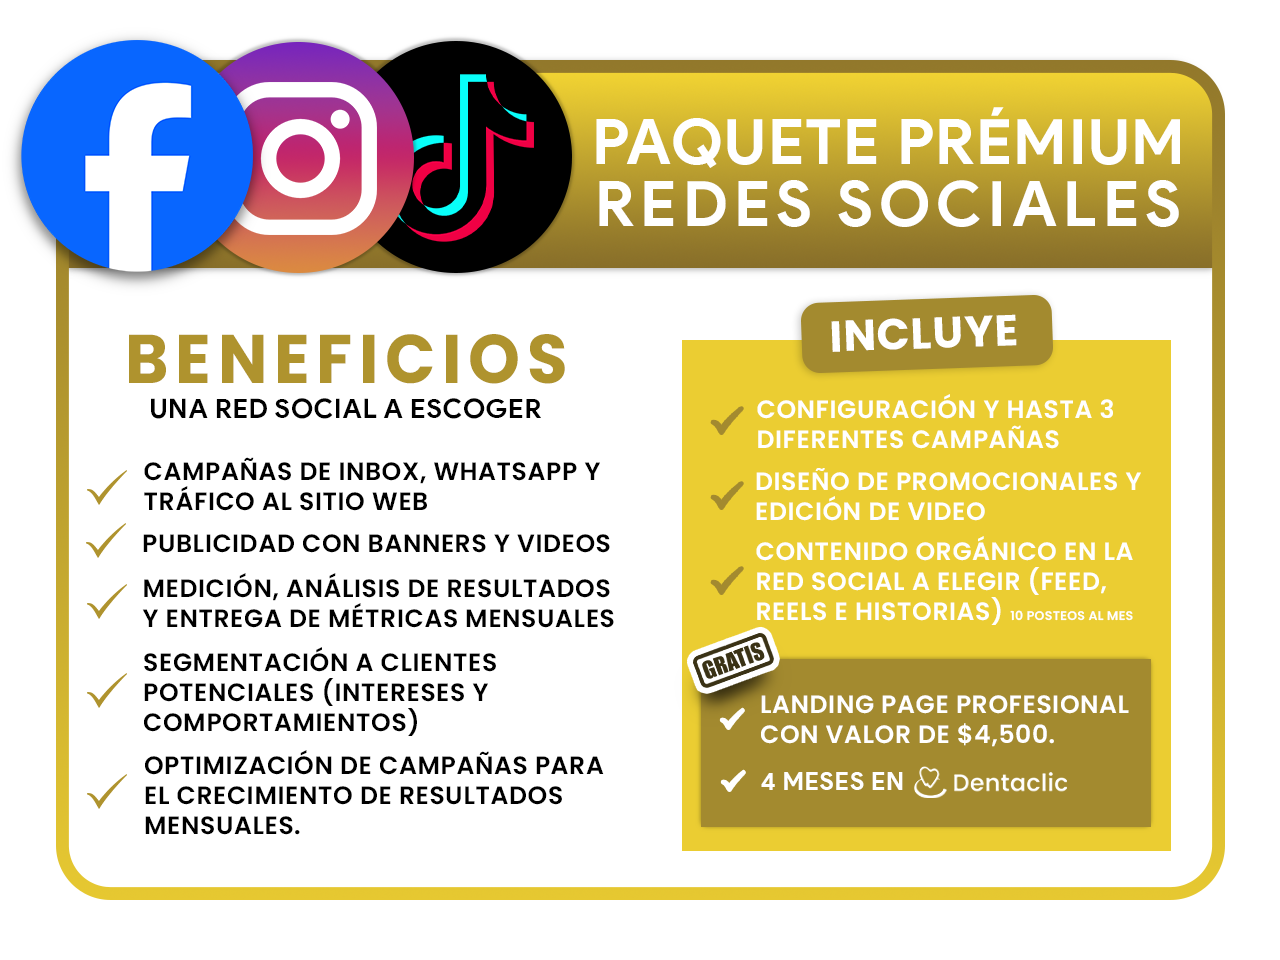 PAQUETE PRÉMIUM
REDES SOCIALES
BENEFICIOS
UNA RED SOCIAL A ESCOGER
CAMPAÑAS DE INBOX, WHATSAPP Y
TRÁFICO AL SITIO WEB
PUBLICIDAD CON BANNERS Y VIDEOS
MEDICIÓN, ANÁLISIS DE RESULTADOS
Y ENTREGA DE MÉTRICAS MENSUALES
SEGMENTACIÓN A CLIENTES
POTENCIALES (INTERESES Y
COMPORTAMIENTOS)
OPTIMIZACIÓN DE CAMPAÑAS PARA
EL CRECIMIENTO DE RESULTADOS
MENSUALES.
INCLUYE
CONFIGURACIÓN Y HASTA 3
DIFERENTES CAMPAÑAS
DISEÑO DE PROMOCIONALES Y
EDICIÓN DE VIDEO
CONTENIDO ORGÁNICO EN LA
RED SOCIAL A ELEGIR (FEED,
REELS E HISTORIAS) 10 POSTEOS AL MES
GRATIS
LANDING PAGE PROFESIONAL
CON VALOR DE $4,500.
4 MESES EN Dentaclic